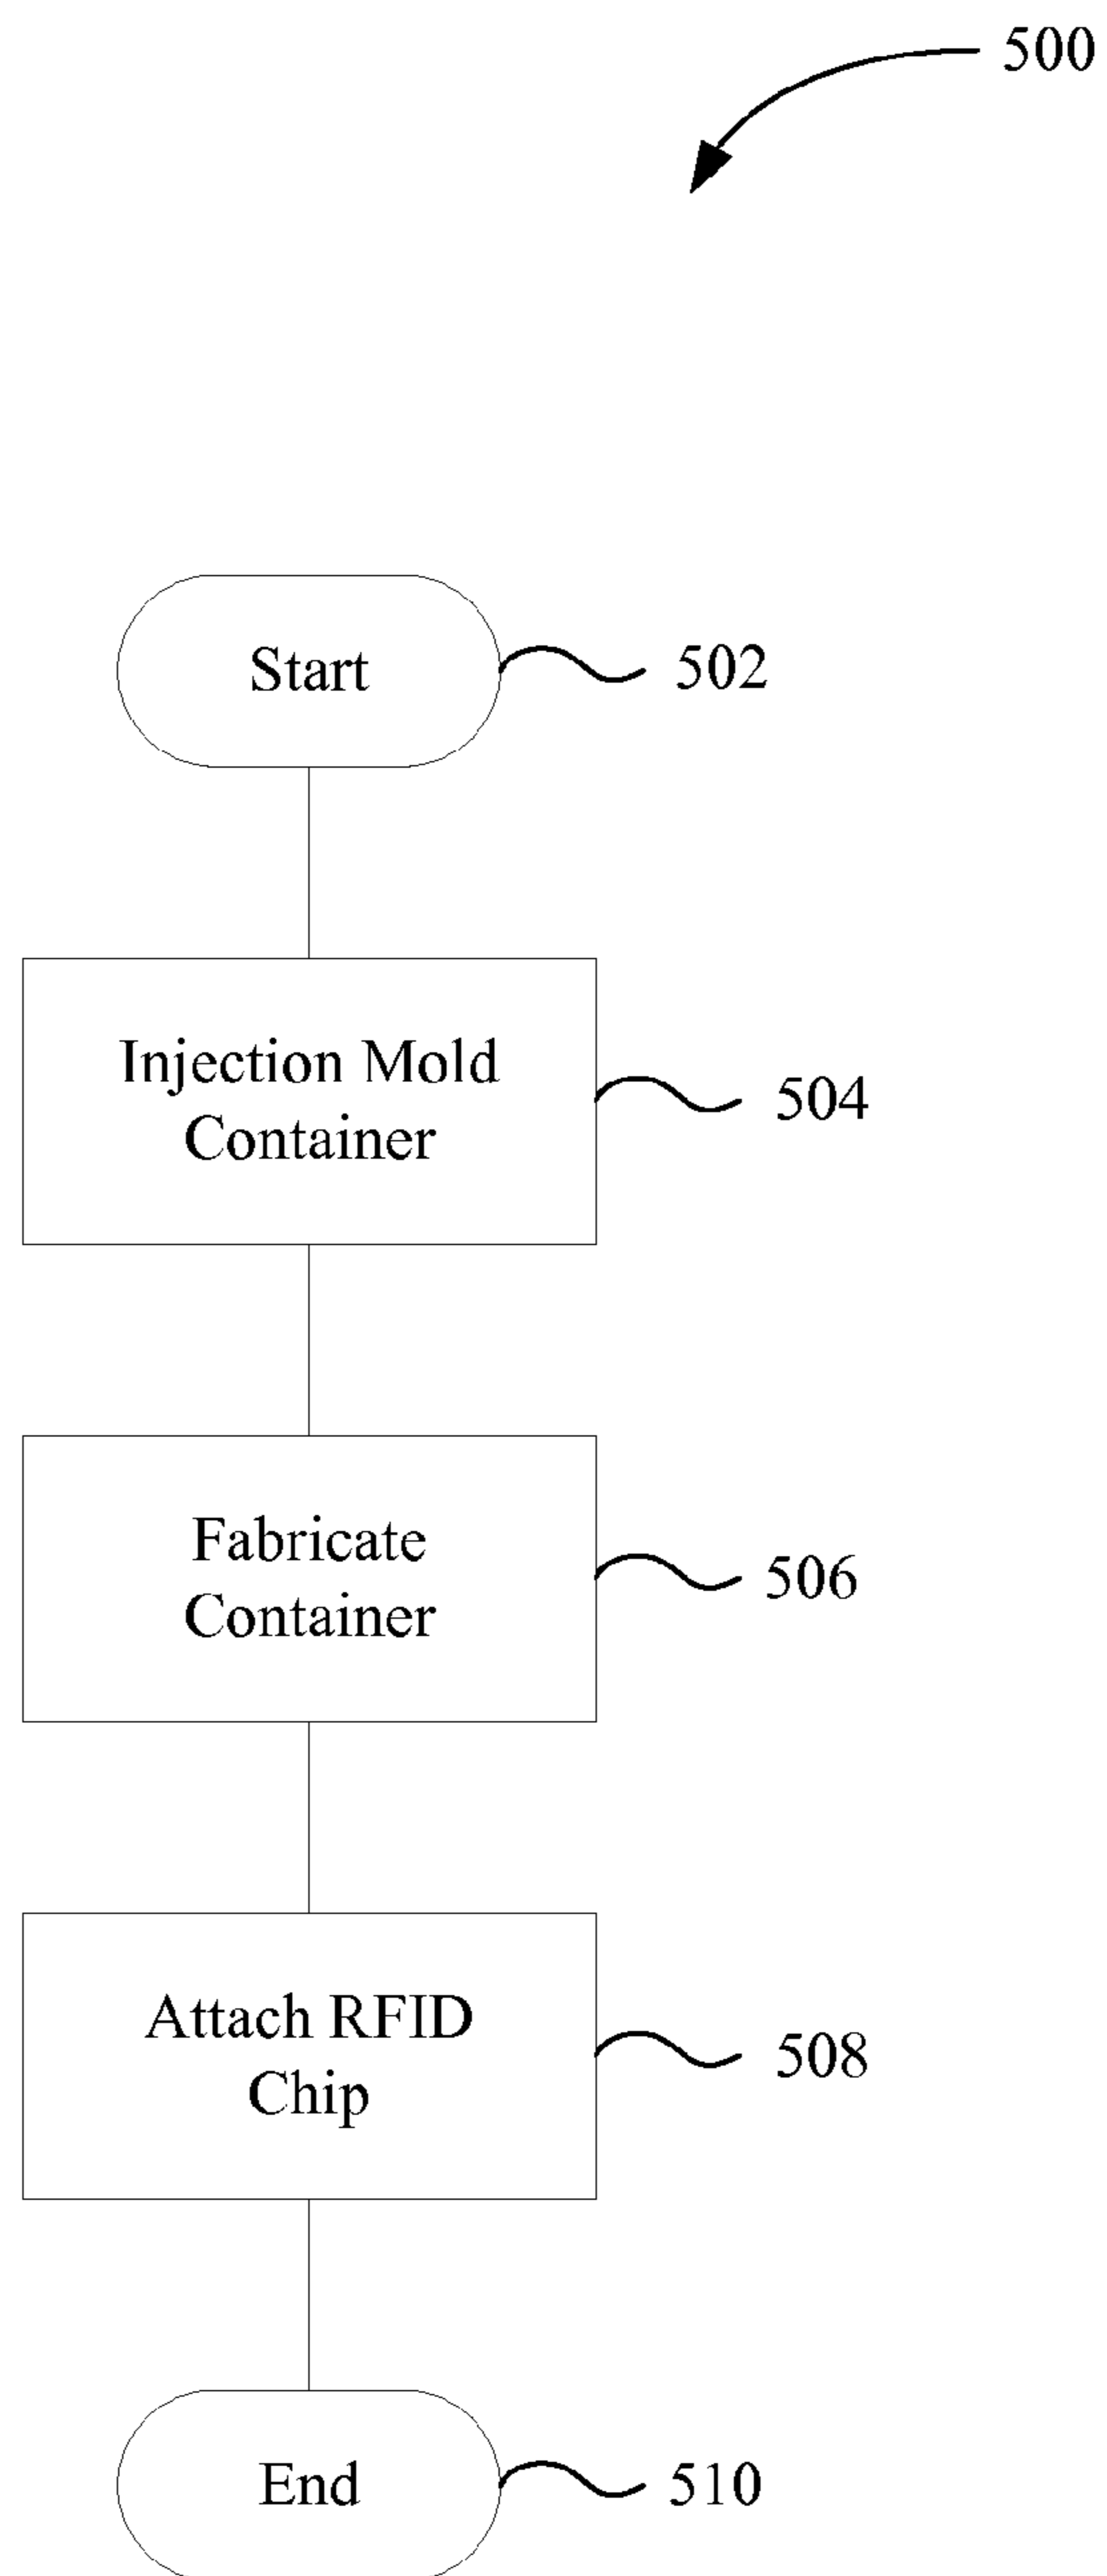 500
Start
502
Injection Mold
Container
504
Fabricate
Container
506
Attach RFID
Chip
508
End
510